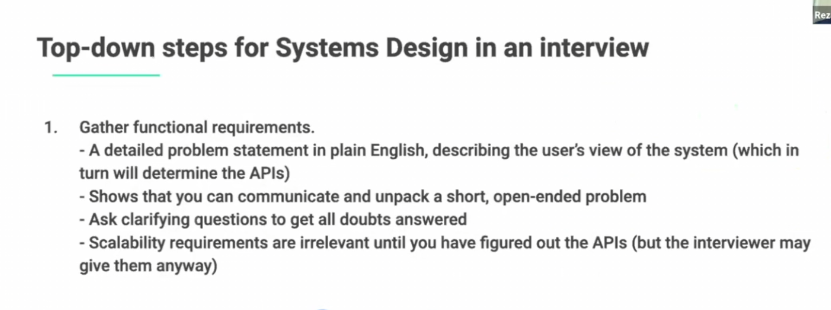 Rez
Top-down steps for Systems Design in an interview
1. Gather functional requirements.
- A detailed problem statement in plain English, describing the user's view of the system (which in
turn will determine the APIs)
- Shows that you can communicate and unpack a short, open-ended problem
- Ask clarifying questions to get all doubts answered
- Scalability requirements are irrelevant until you have figured out the APIs (but the interviewer may
give them anyway)